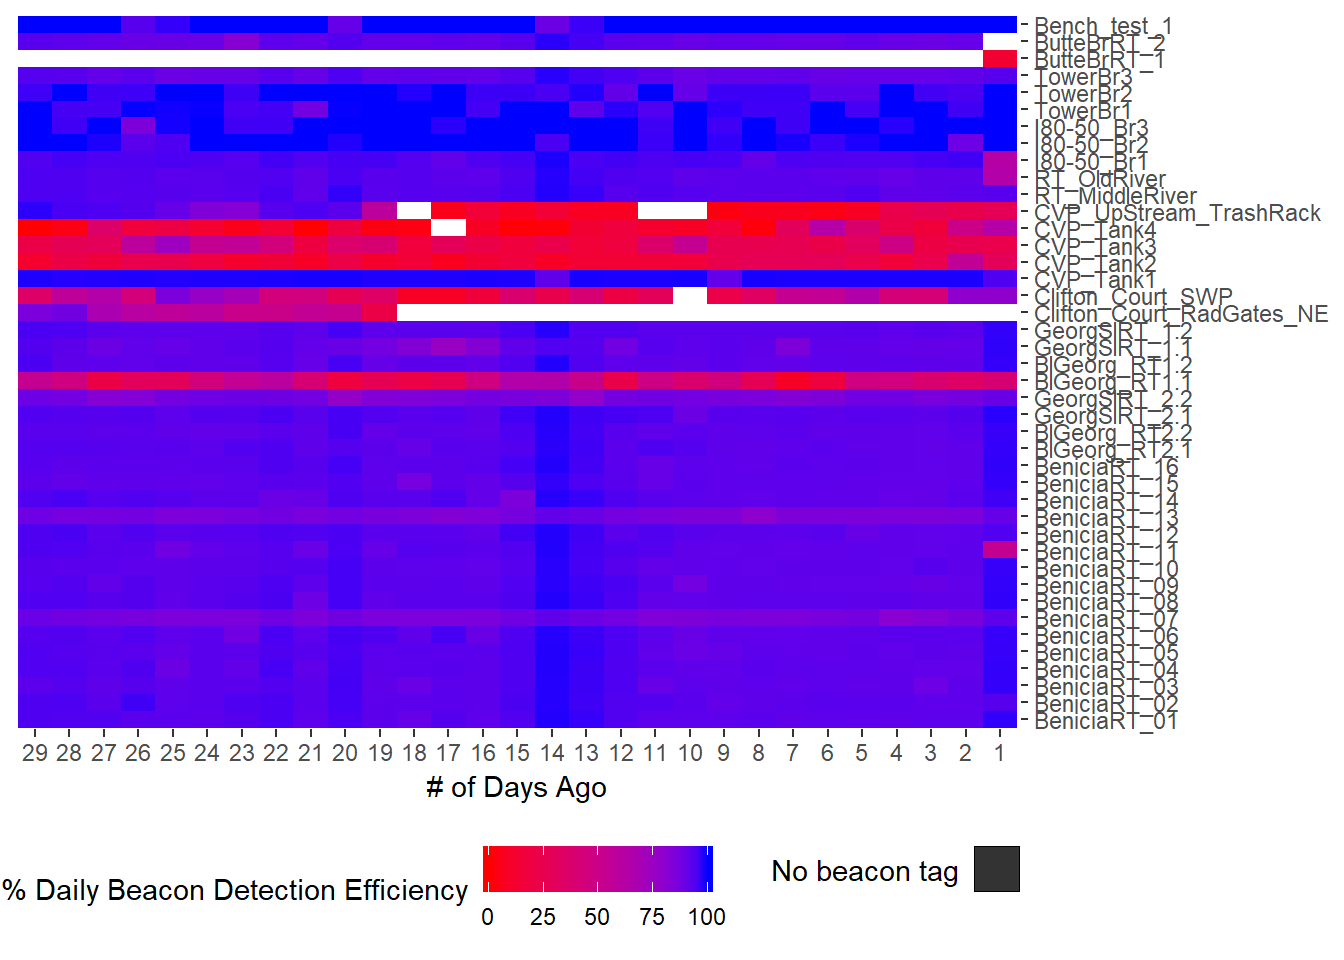 Bench_test_1
ButteBrRT_2
ButteBrRT_1
TowerBr3
TowerBr2
TowerBr1
I80-50_Br3
I80-50_Br2
I80-50_Br1
RT_OldRiver
RT_MiddleRiver
CVP_UpStream_TrashRack
CVP_Tank4
CVP_Tank3
CVP_Tank2
CVP_Tank1
Clifton_Court_SWP
Clifton_Court_RadGates_NE
GeorgSlRT_1.2
GeorgSlRT_1.1
BlGeorg_RT1.2
BlGeorg_RT1.1
GeorgSlRT_2.2
GeorgSlRT_2.1
BlGeorg_RT2.2
BlGeorg_RT2.1
BeniciaRT_16
BeniciaRT_15
BeniciaRT_14
BeniciaRT_13
BeniciaRT_12
BeniciaRT_11
BeniciaRT_10
BeniciaRT_09
BeniciaRT_08
BeniciaRT_07
BeniciaRT_06
BeniciaRT_05
BeniciaRT_04
BeniciaRT_03
BeniciaRT_02
BeniciaRT_01
29 28 27 26 25 24 23 22 21 20 19 18 17 16 15 14 13 12 11 10 9 8 7 6 5 4 3 2 1
# of Days Ago
% Daily Beacon Detection Efficiency
0 25 50 75 100
No beacon tag